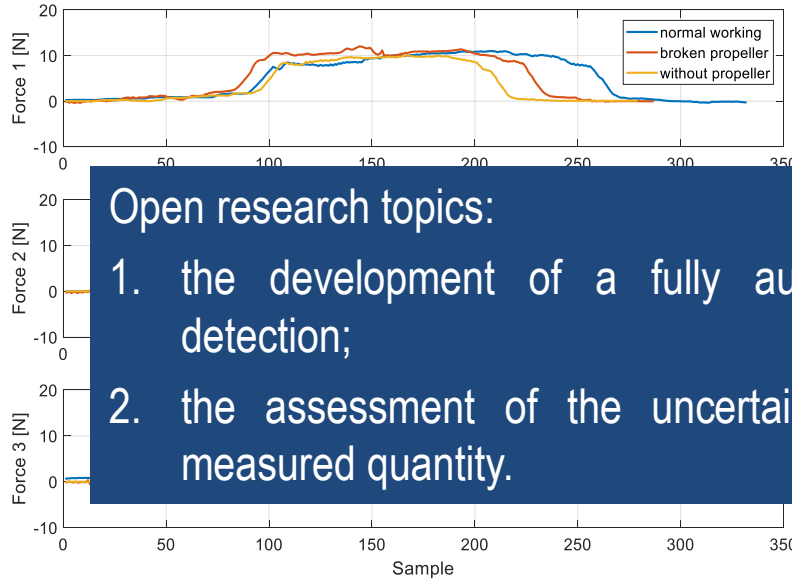 20
10
0
-10
Force 1 [N]
normal working
broken propeller
without propeller
0 50 100 150 200 250 300 350
20
10
0
-10
Force 2 [N]
0
Open research topics:
1. the development of a fully
detection;
2. the assessment of the
measured quantity.
20
10
0
-10
Force 3 [N]
0 50 100 150 200 250 300 350
Sample